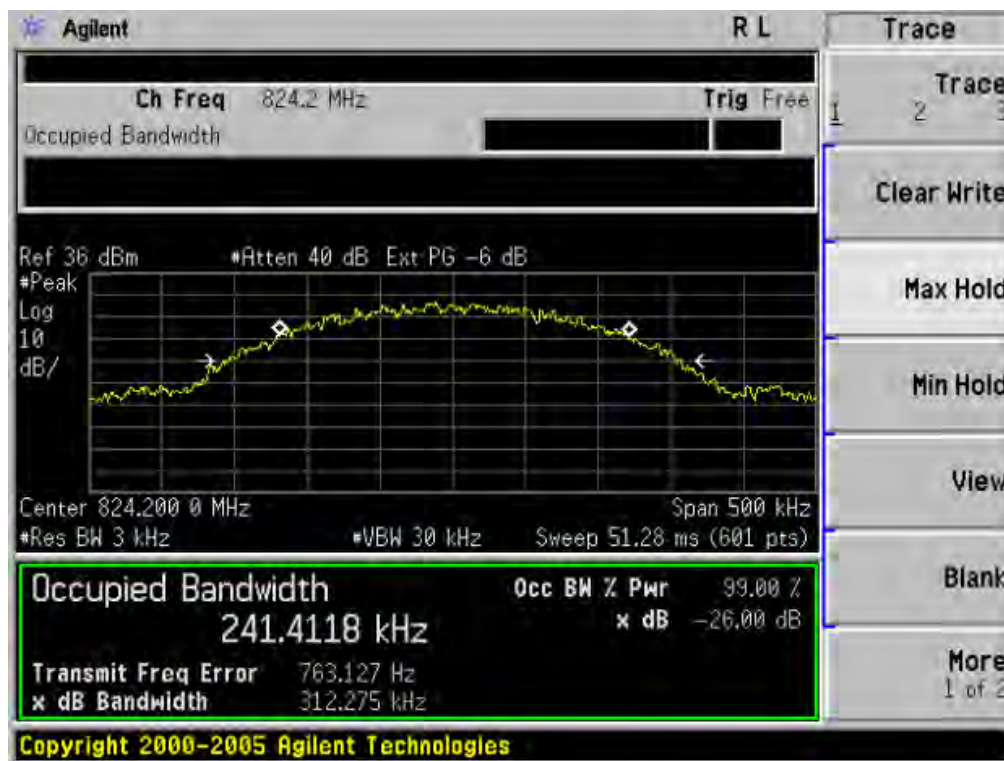 Agilent R L Trace
Ch Freq 824.2 MHz Trig Free
Occupied Bandwidth
Ref 36 dBm #Atten 40 dB Ext PG -6 dB
#Peak
Log
10
dB/
Center 824.200 0 MHz Span 500 kHz
#Res BW 3 kHz #VBW 30 kHz Sweep 51.28 ms (601 pts)
Occupied Bandwidth
241.4118 kHz
Occ BW % Pwr 99.00 %
x dB -26.00 dB
Transmit Freq Error 763.127 Hz
x dB Bandwidth 312.275 kHz
Copyright 2000-2005 Agilent Technologies
Trace
1 2
Clear Write
Max Hold
Min Hold
View
Blank
More
1 of